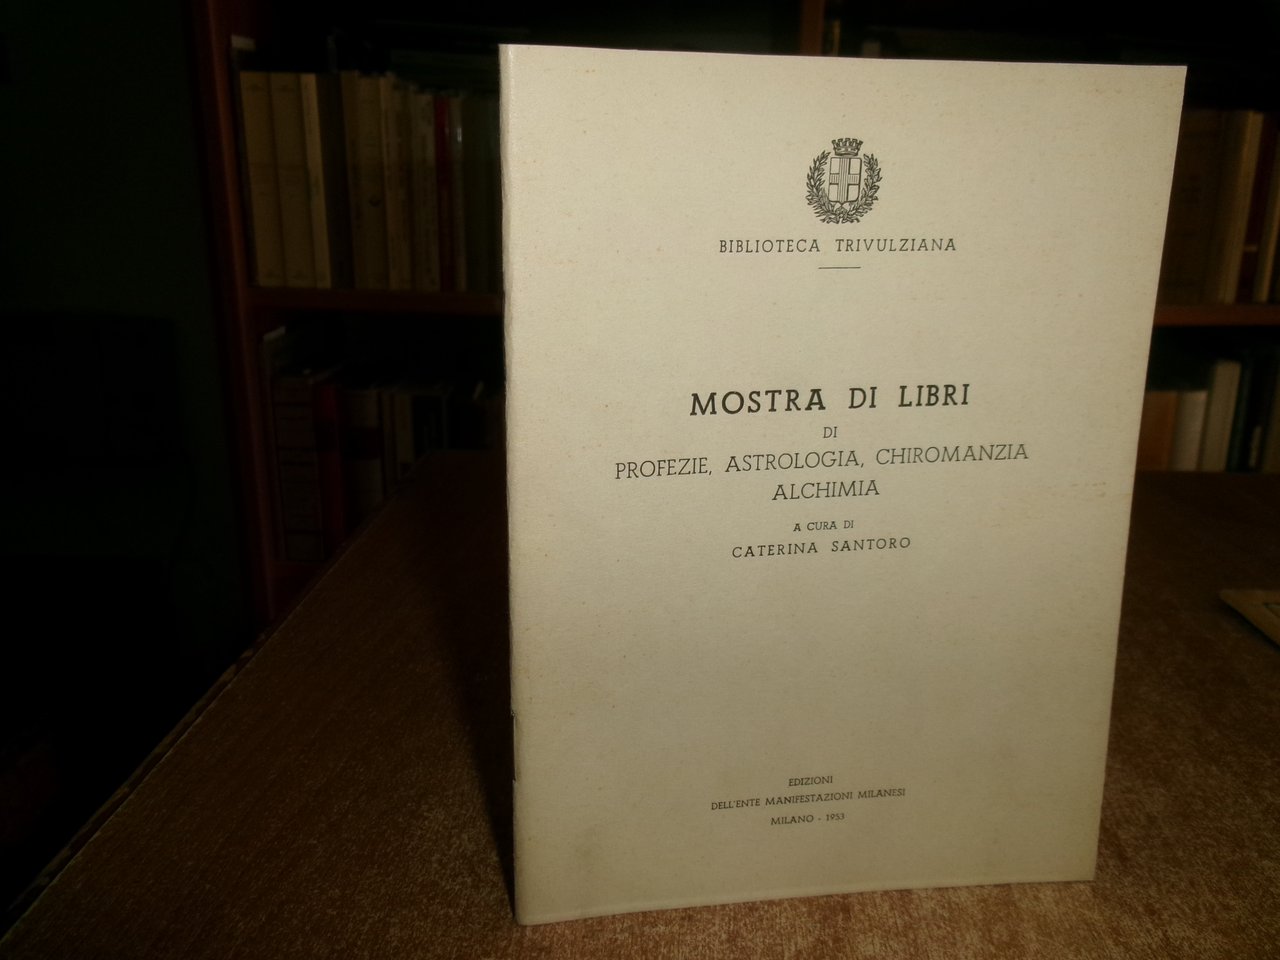 BIBLIOTECA TRIVULZIANA
MOSTRA DI LIBRI
DI
PROFEZIE, ASTROLOGIA, CHIROMANZIA
ALCHIMIA
A CURA DI
CATERINA SANTORO
EDIZIONI
DELL'ENTE MANIFESTAZIONI MILANESI
MILANO - 1953